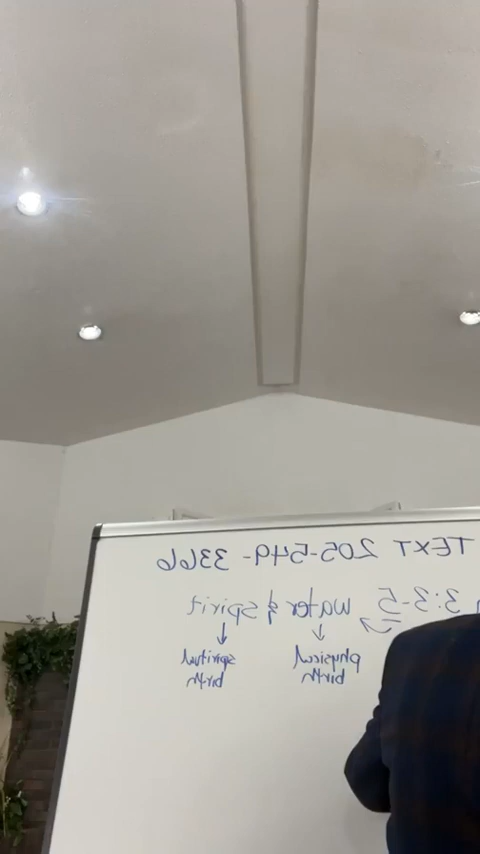 TEXT 205-549-3366
3:3-5 water & spirit
physical spiritual
birth birth